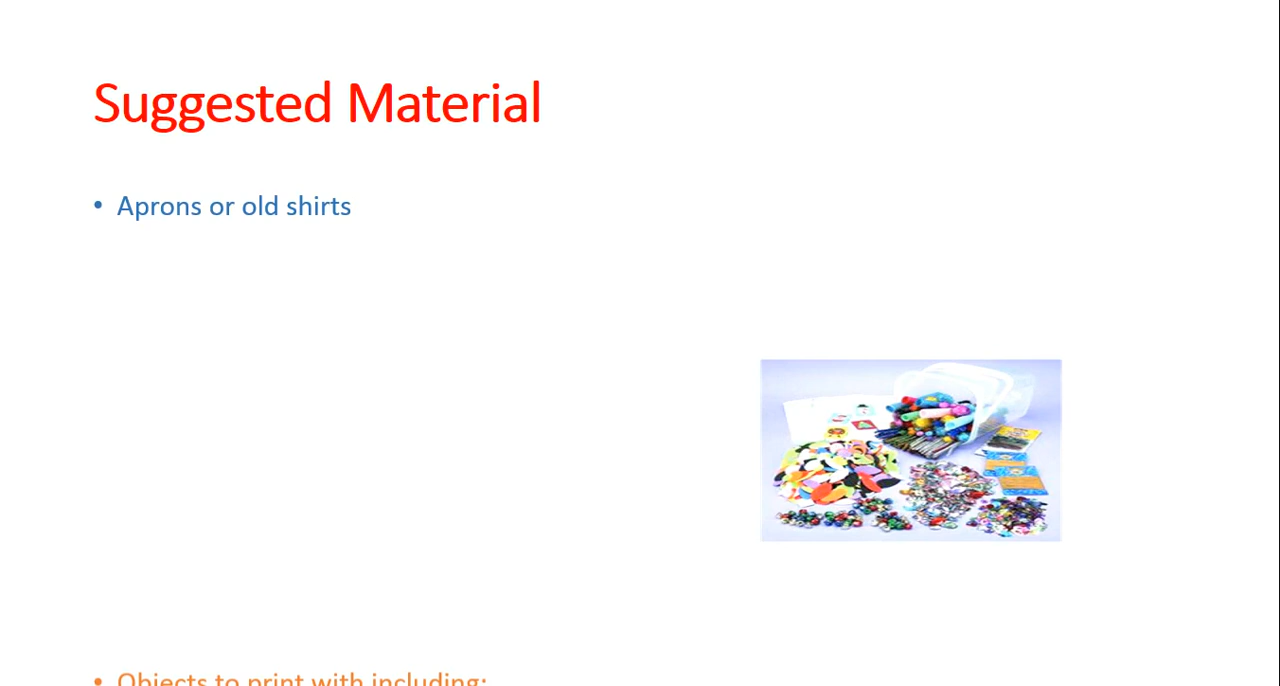 Suggested Material
• Aprons or old shirts
• Objects to print with including: